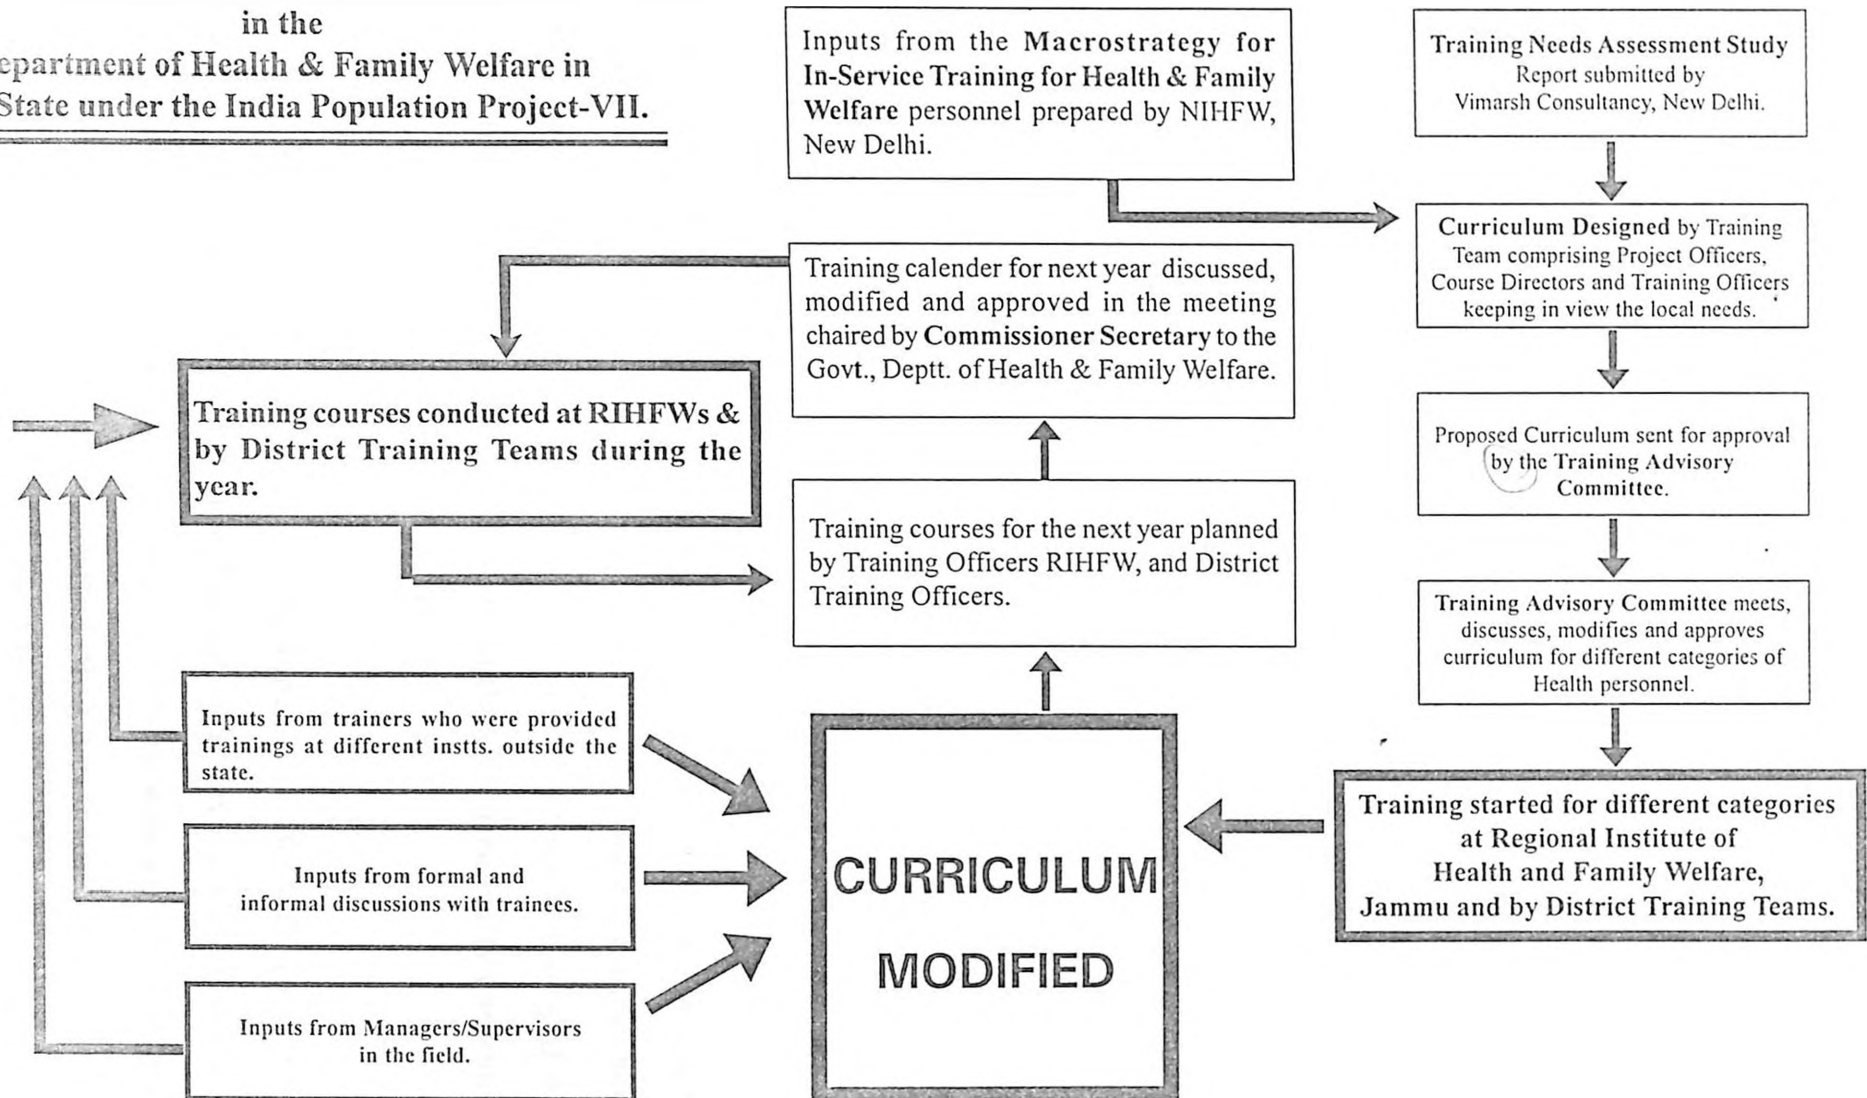 in the
epartment of Health & Family Welfare in
State under the India Population Project-VII.
Inputs from the Macrostrategy for
In-Service Training for Health & Family
Welfare personnel prepared by NIHFW,
New Delhi.
Training Needs Assessment Study
Report submitted by
Vimarsh Consultancy, New Delhi.
Curriculum Designed by Training
Team comprising Project Officers,
Course Directors and Training Officers
keeping in view the local needs.
Training calender for next year discussed,
modified and approved in the meeting
chaired by Commissioner Secretary to the
Govt., Deptt. of Health & Family Welfare.
Training courses conducted at RIHFWs &
by District Training Teams during the
year.
Proposed Curriculum sent for approval
by the Training Advisory
Committee.
Training courses for the next year planned
by Training Officers RIHFW, and District
Training Officers.
Training Advisory Committee meets,
discusses, modifies and approves
curriculum for different categories of
Health personnel.
Inputs from trainers who were provided
trainings at different instts. outside the
state.
Inputs from formal and
informal discussions with trainees.
Inputs from Managers/Supervisors
in the field.
CURRICULUM
MODIFIED
Training started for different categories
at Regional Institute of
Health and Family Welfare,
Jammu and by District Training Teams.